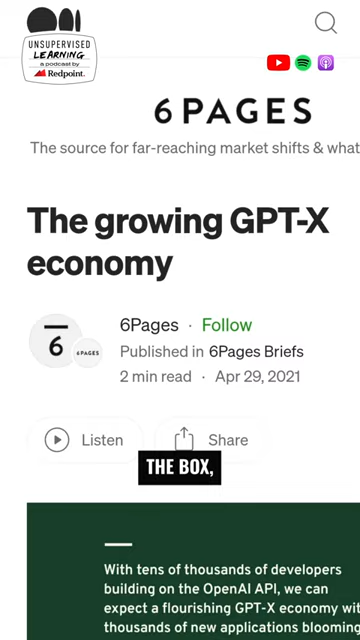 UNSUPERVISED
LEARNING
a podcast by
Redpoint.
6PAGES
The source for far-reaching market shifts & what
The growing GPT-X
economy
6
6PAGES
6Pages · Follow
Published in 6Pages Briefs
2 min read · Apr 29, 2021
Listen
Share
THE BOX,
With tens of thousands of developers
building on the OpenAI API, we can
expect a flourishing GPT-X economy wit
thousands of new applications blooming